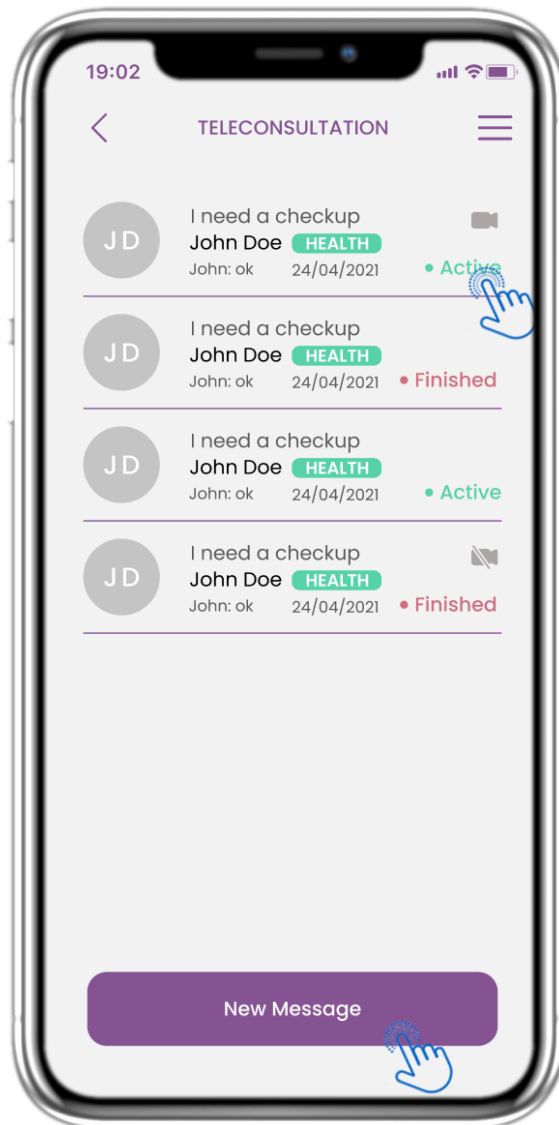 19:02
TELECONSULTATION
JD
I need a checkup
John Doe HEALTH
John: ok 24/04/2021 • Active
JD
I need a checkup
John Doe HEALTH
John: ok 24/04/2021 • Finished
JD
I need a checkup
John Doe HEALTH
John: ok 24/04/2021 • Active
JD
I need a checkup
John Doe HEALTH
John: ok 24/04/2021 • Finished
New Message